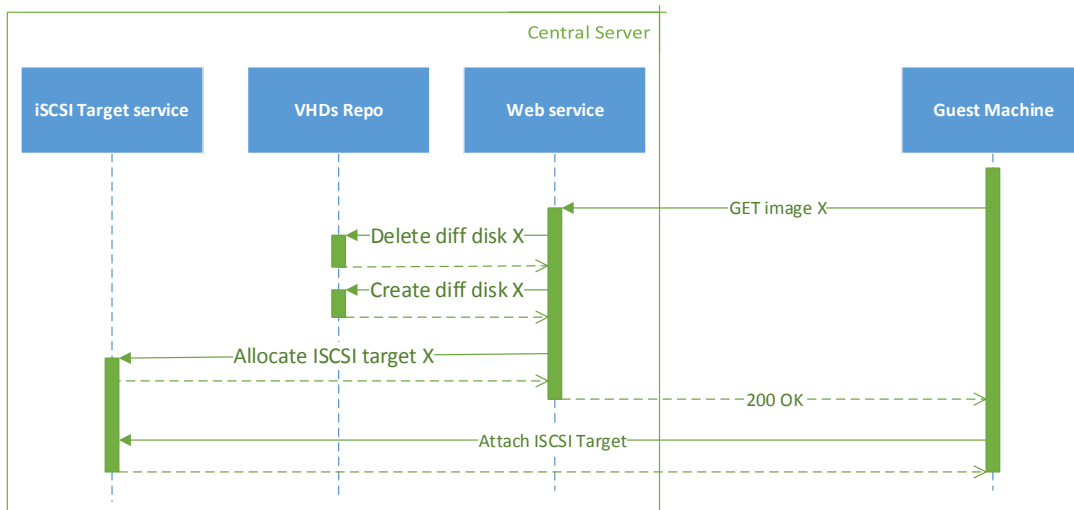 Central Server
iSCSI Target service
VHDs Repo
Web service
Guest Machine
GET image X
Delete diff disk X
Create diff disk X
Allocate ISCSI target X
200 OK
Attach ISCSI Target